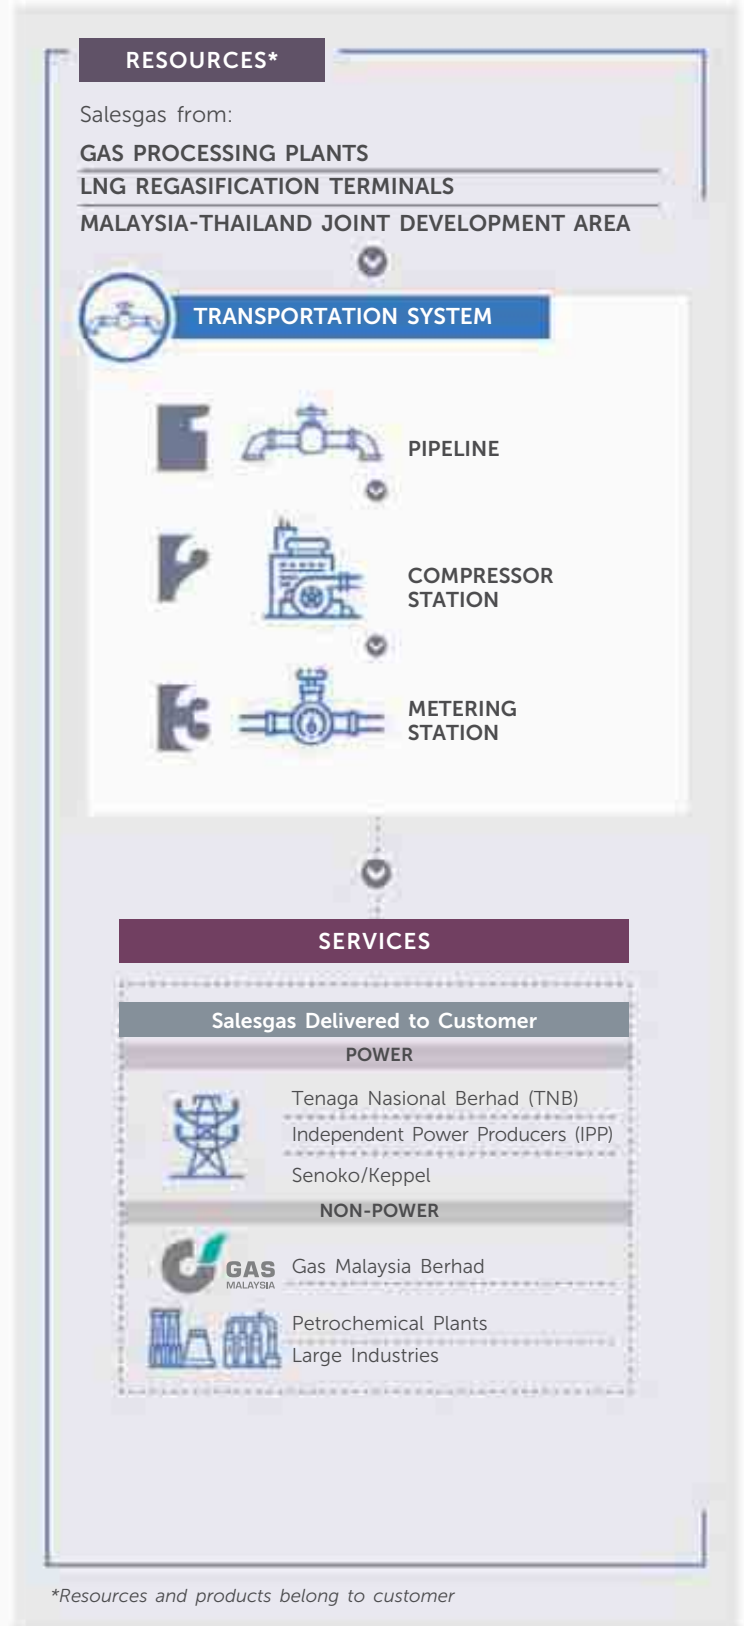 RESOURCES*
Salesgas from:
GAS PROCESSING PLANTS
LNG REGASIFICATION TERMINALS
MALAYSIA-THAILAND JOINT DEVELOPMENT AREA
TRANSPORTATION SYSTEM
PIPELINE
COMPRESSOR
STATION
METERING
STATION
SERVICES
Salesgas Delivered to Customer
POWER
Tenaga Nasional Berhad (TNB)
Independent Power Producers (IPP)
Senoko/Keppel
NON-POWER
GAS
MALAYSIA
Gas Malaysia Berhad
Petrochemical Plants
Large Industries
*Resources and products belong to customer